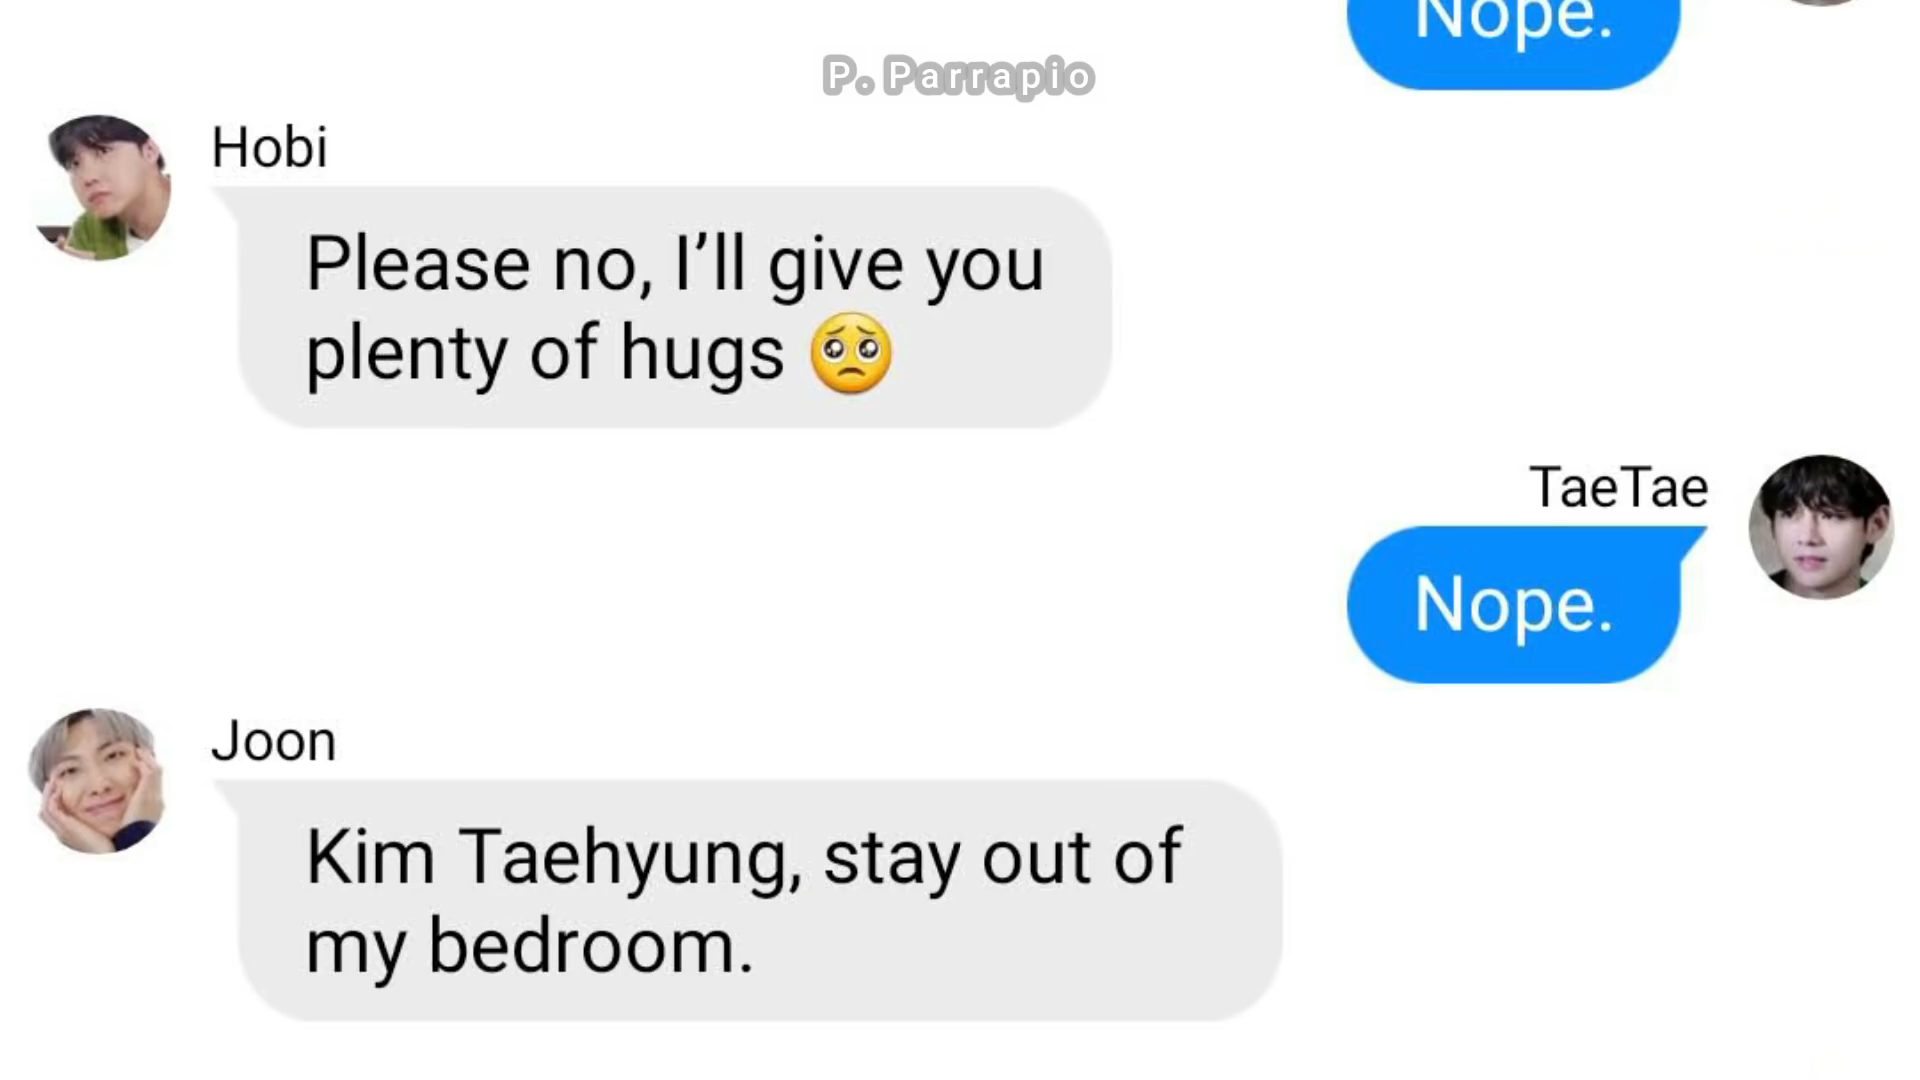 Nope.
P. Parrapio
Hobi
Please no, I’ll give you
plenty of hugs 🥺
TaeTae
Nope.
Joon
Kim Taehyung, stay out of
my bedroom.